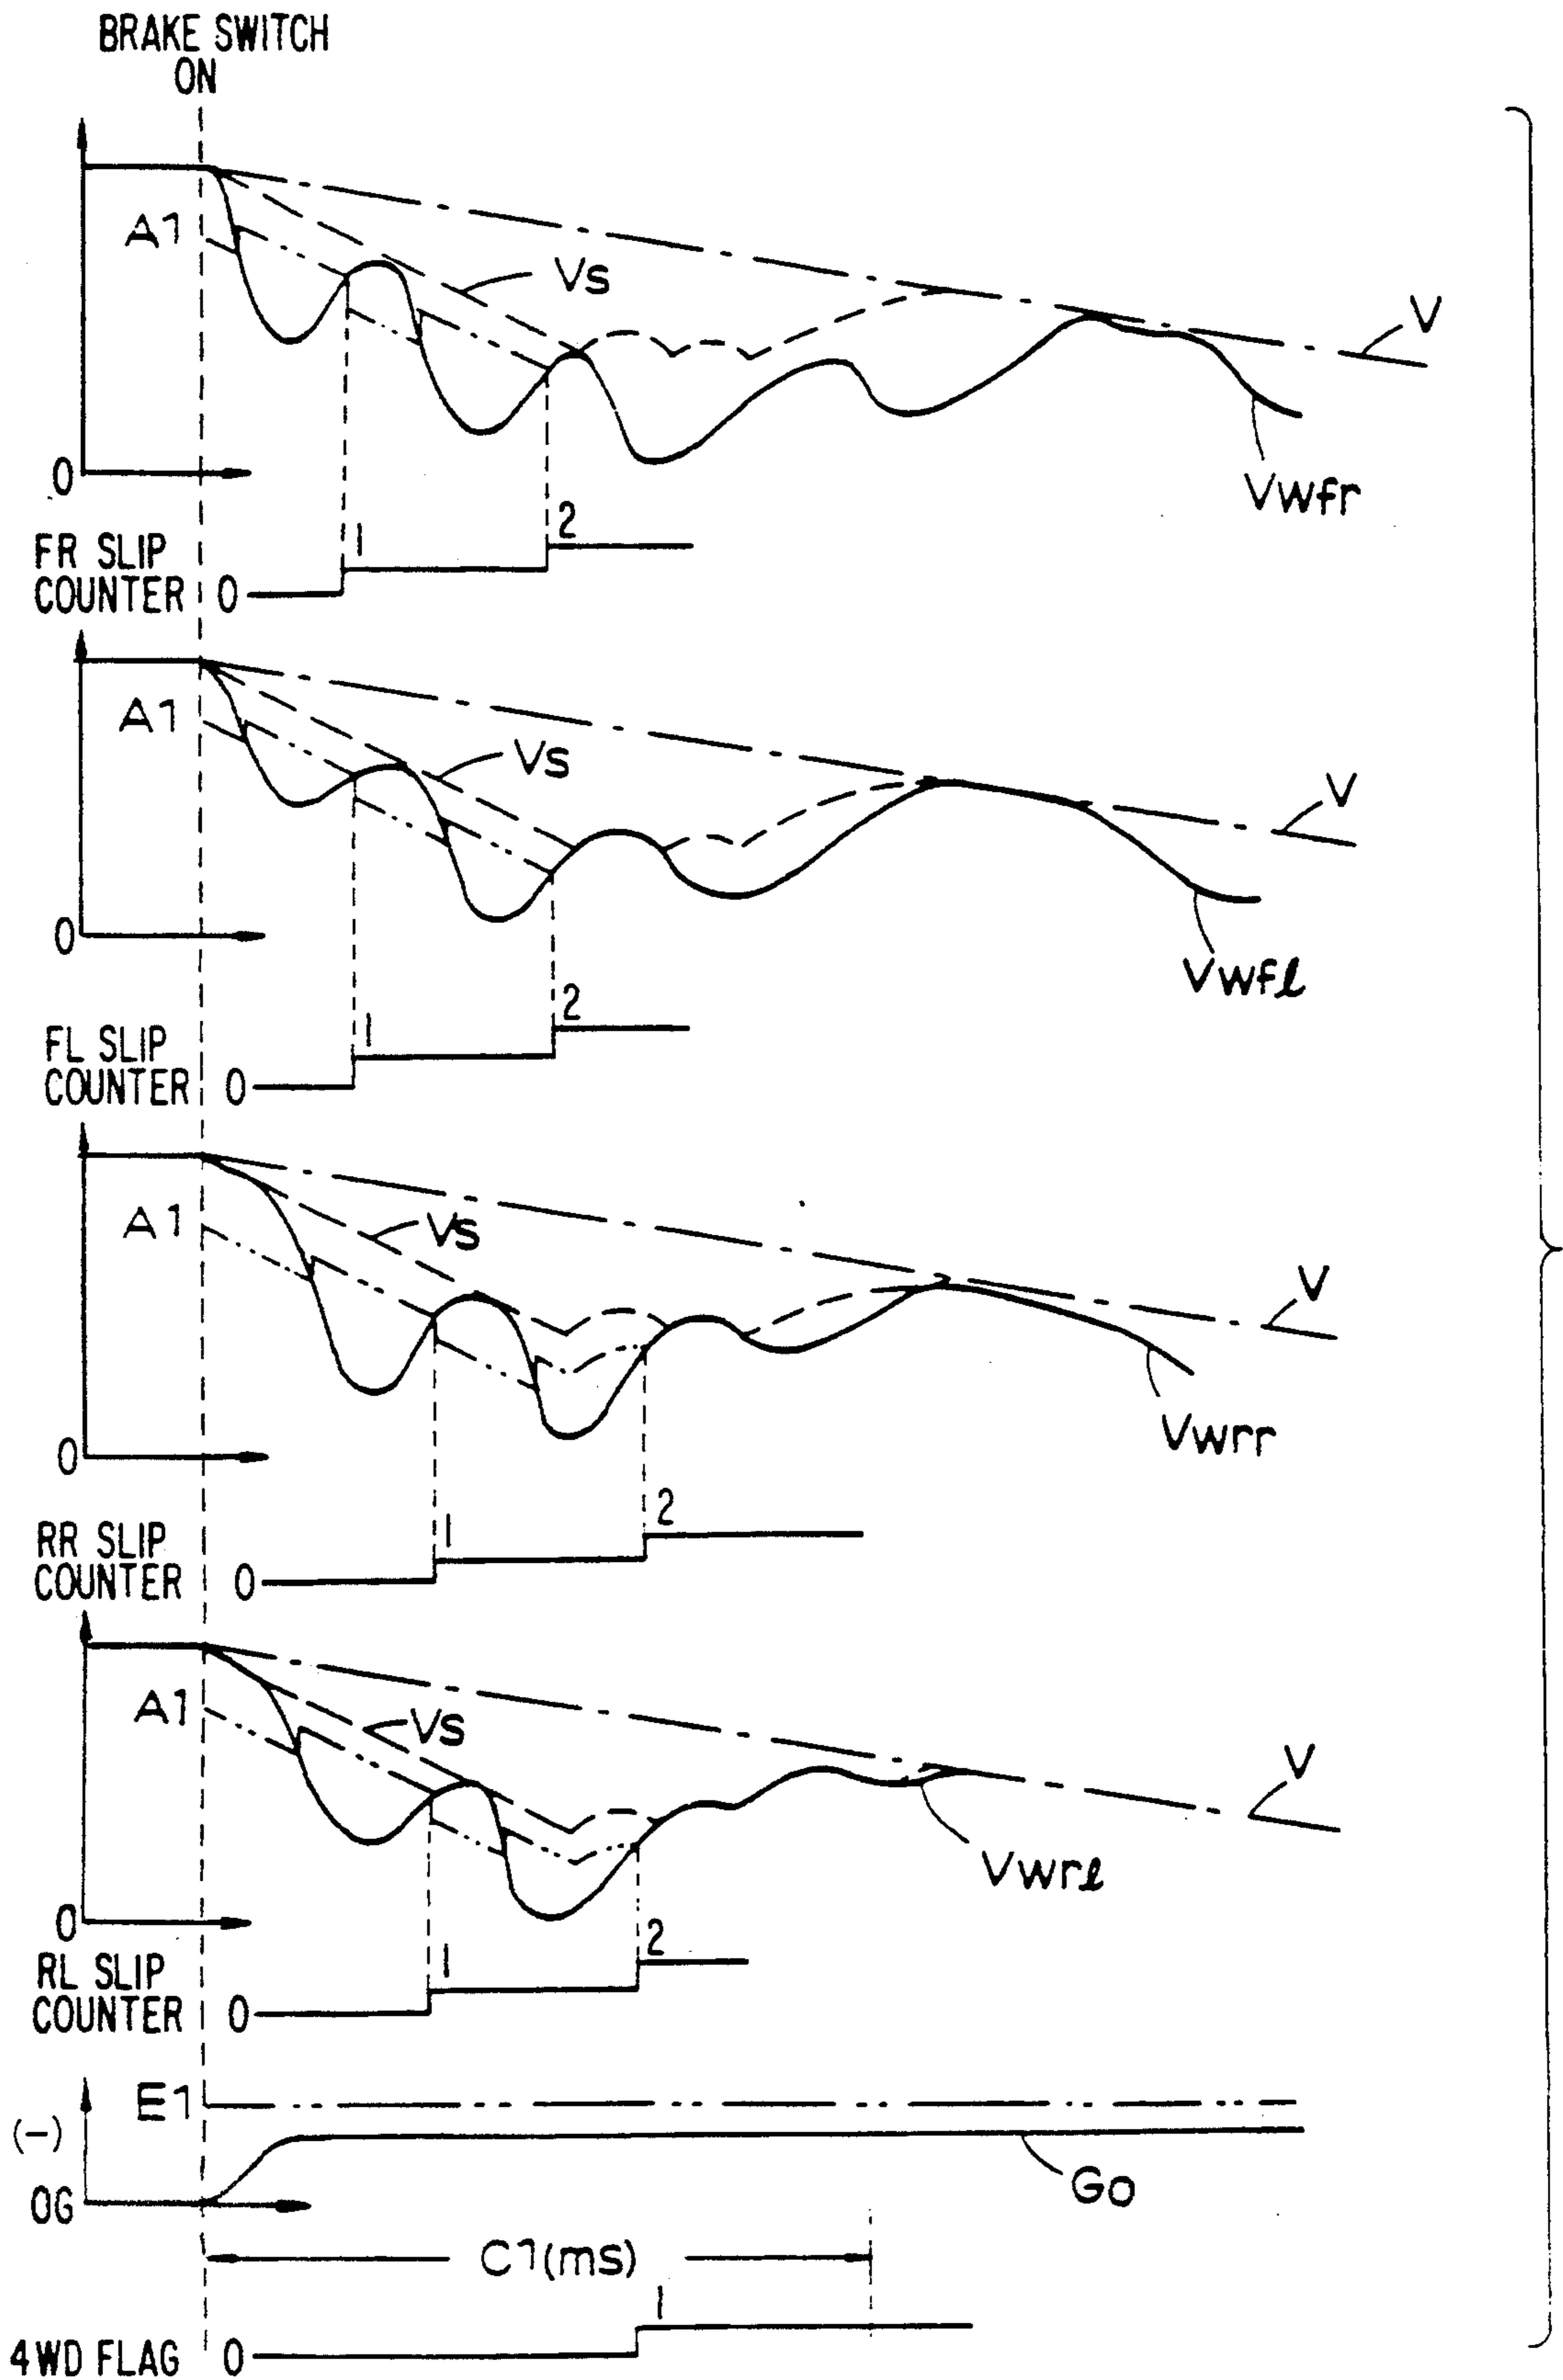 BRAKE SWITCH
ON
A1
Vs
V
0
Vwfr
FR SLIP
COUNTER
0
1
2
A1
Vs
V
0
Vwfl
FL SLIP
COUNTER
0
1
2
A1
Vs
V
0
Vwrr
RR SLIP
COUNTER
0
1
2
A1
Vs
V
0
Vwrl
RL SLIP
COUNTER
0
1
2
E1
(-)
0G
Go
C1(ms)
4WD FLAG
0
1